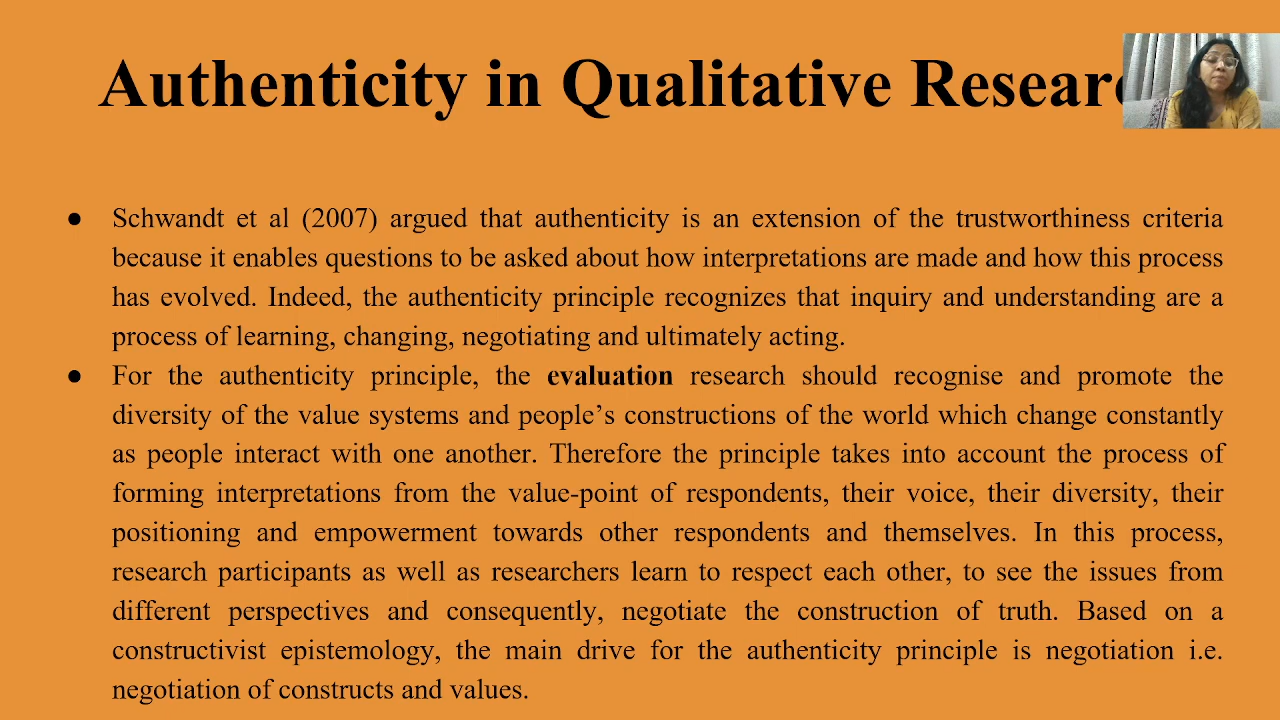 Authenticity in Qualitative Resear
● Schwandt et al (2007) argued that authenticity is an extension of the trustworthiness criteria
because it enables questions to be asked about how interpretations are made and how this process
has evolved. Indeed, the authenticity principle recognizes that inquiry and understanding are a
process of learning, changing, negotiating and ultimately acting.
● For the authenticity principle, the evaluation research should recognise and promote the
diversity of the value systems and people’s constructions of the world which change constantly
as people interact with one another. Therefore the principle takes into account the process of
forming interpretations from the value-point of respondents, their voice, their diversity, their
positioning and empowerment towards other respondents and themselves. In this process,
research participants as well as researchers learn to respect each other, to see the issues from
different perspectives and consequently, negotiate the construction of truth. Based on a
constructivist epistemology, the main drive for the authenticity principle is negotiation i.e.
negotiation of constructs and values.